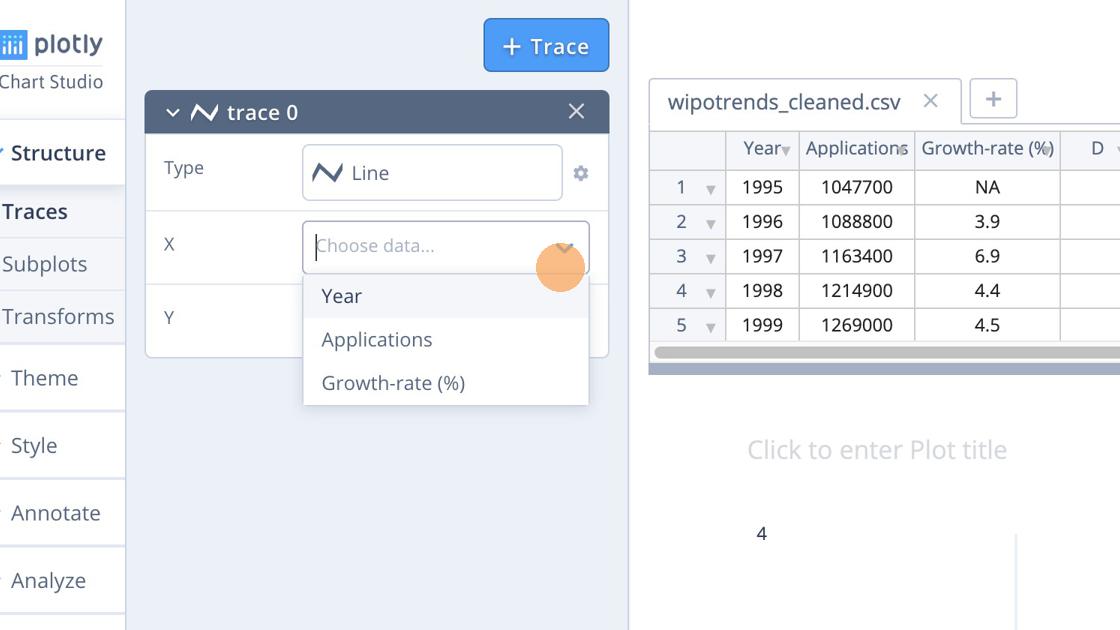 plotly
Chart Studio
Structure
Traces
Subplots
Transforms
Theme
Style
Annotate
Analyze
+ Trace
trace 0
Type
Line
X
Choose data...
Year
Applications
Growth-rate (%)
Y
wipotrends_cleaned.csv
Year Applications Growth-rate (%) D
1 1995 1047700 NA
2 1996 1088800 3.9
3 1997 1163400 6.9
4 1998 1214900 4.4
5 1999 1269000 4.5
Click to enter Plot title
4